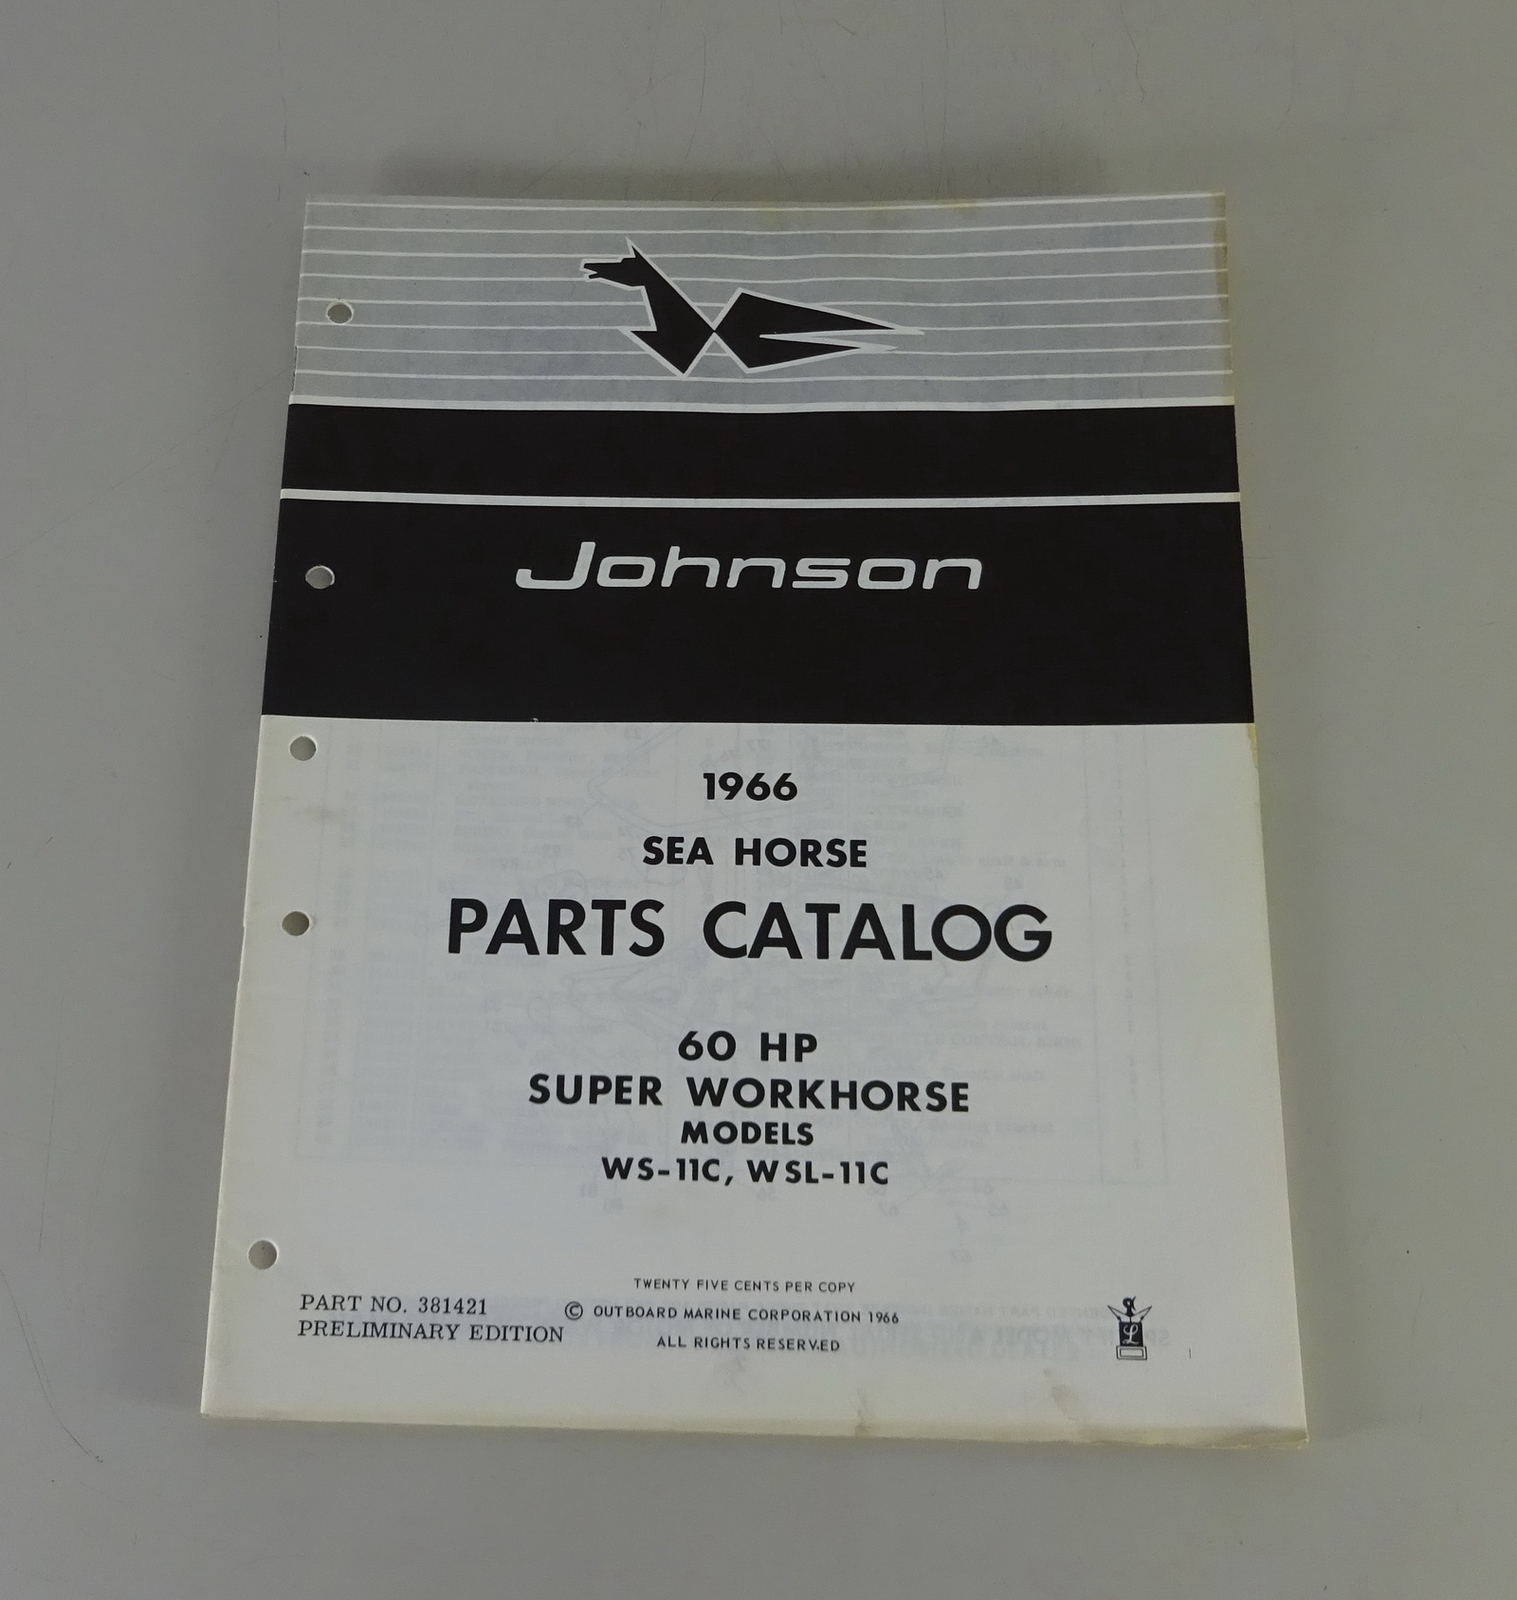 Johnson
1966
SEA HORSE
PARTS CATALOG
60 HP
SUPER WORKHORSE
MODELS
WS-11C, WSL-11C
TWENTY FIVE CENTS PER COPY
PART NO. 381421
PRELIMINARY EDITION
© OUTBOARD MARINE CORPORATION 1966
ALL RIGHTS RESERVED
L